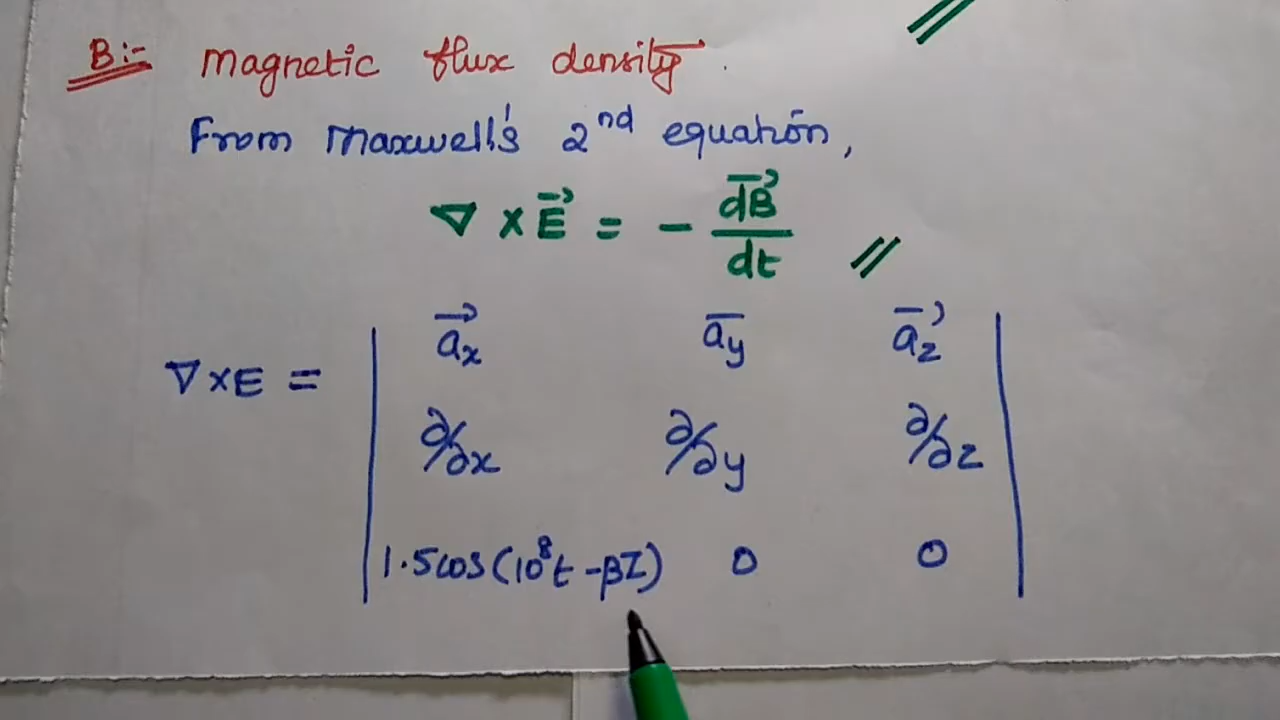 B:- Magnetic flux density.
From Maxwell's 2nd equation,
∇ × E⃗ = - dB⃗/dt
a⃗x a̅y a⃗z
∇×E =
∂/∂x ∂/∂y ∂/∂z
1.5cos(10⁸t - βz) 0 0